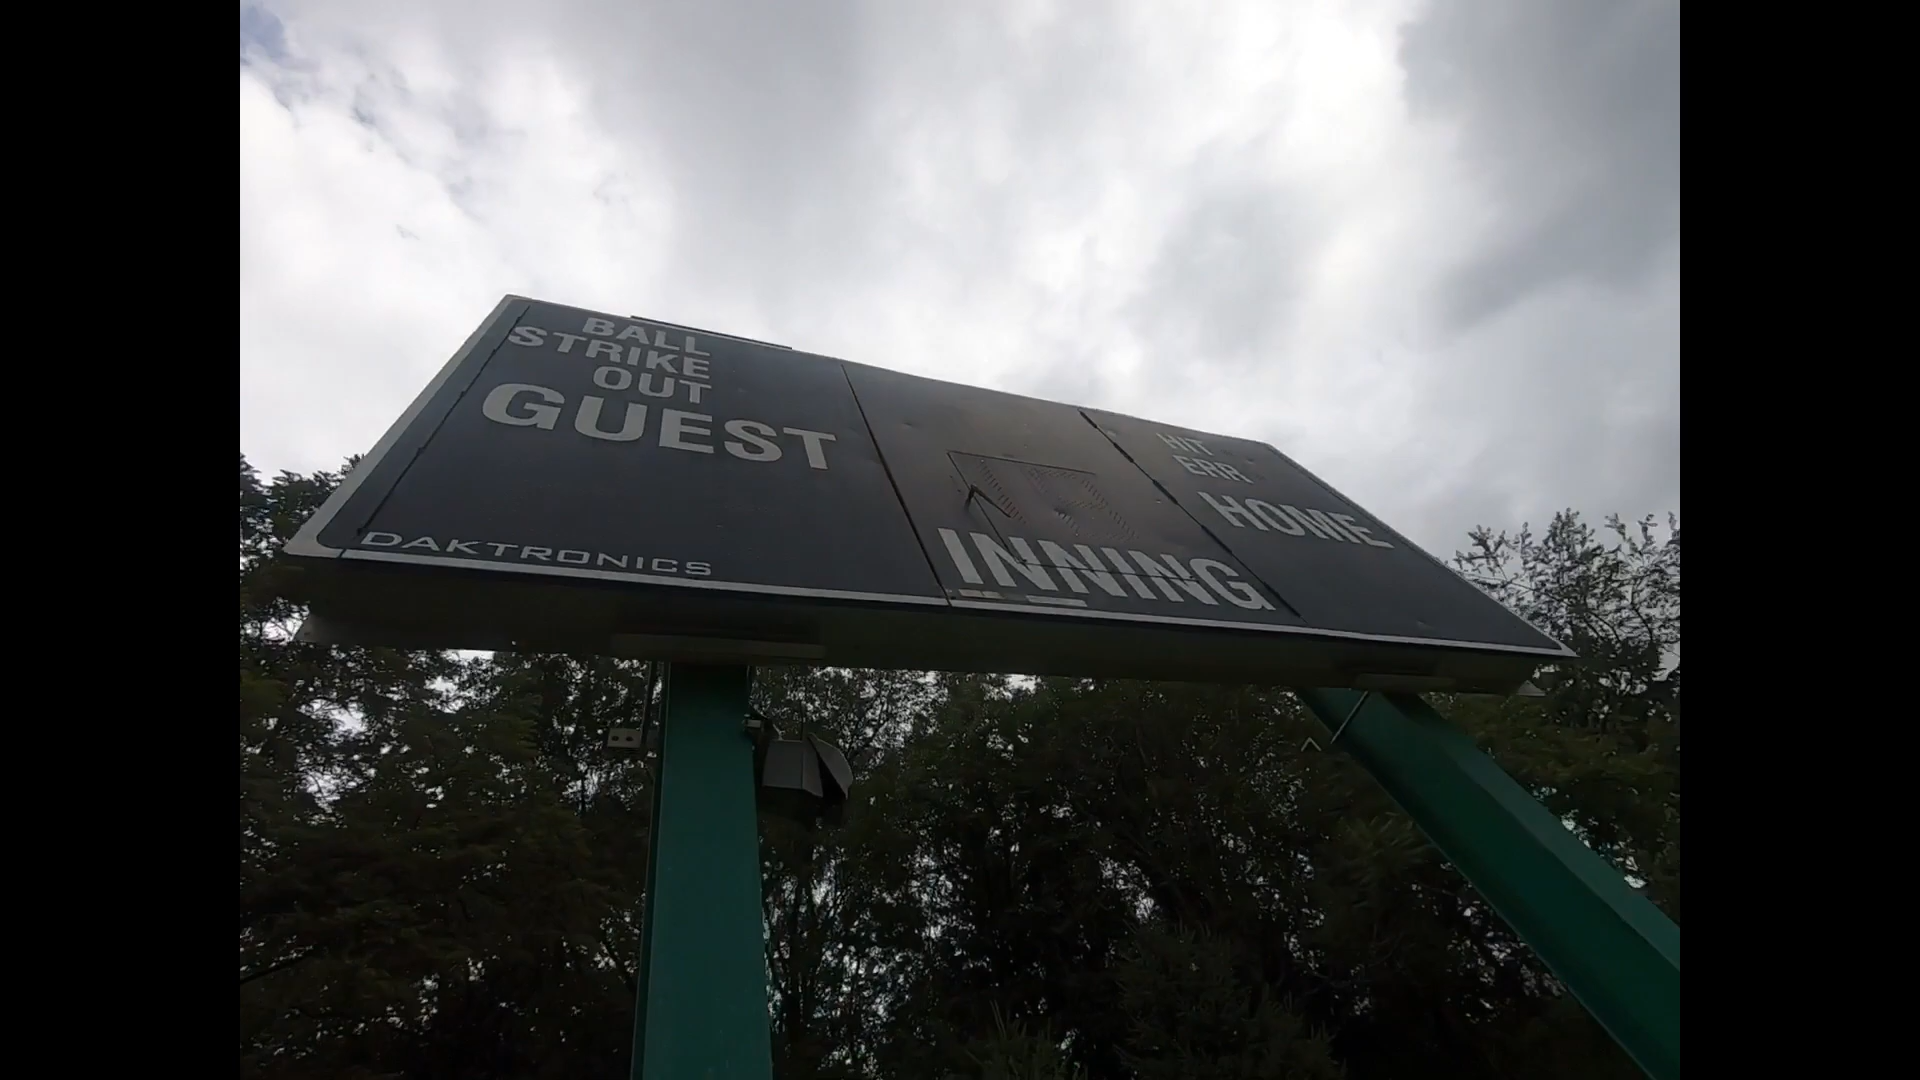 BALL
STRIKE
OUT
GUEST
DAKTRONICS
INNING
HIT
ERR
HOME